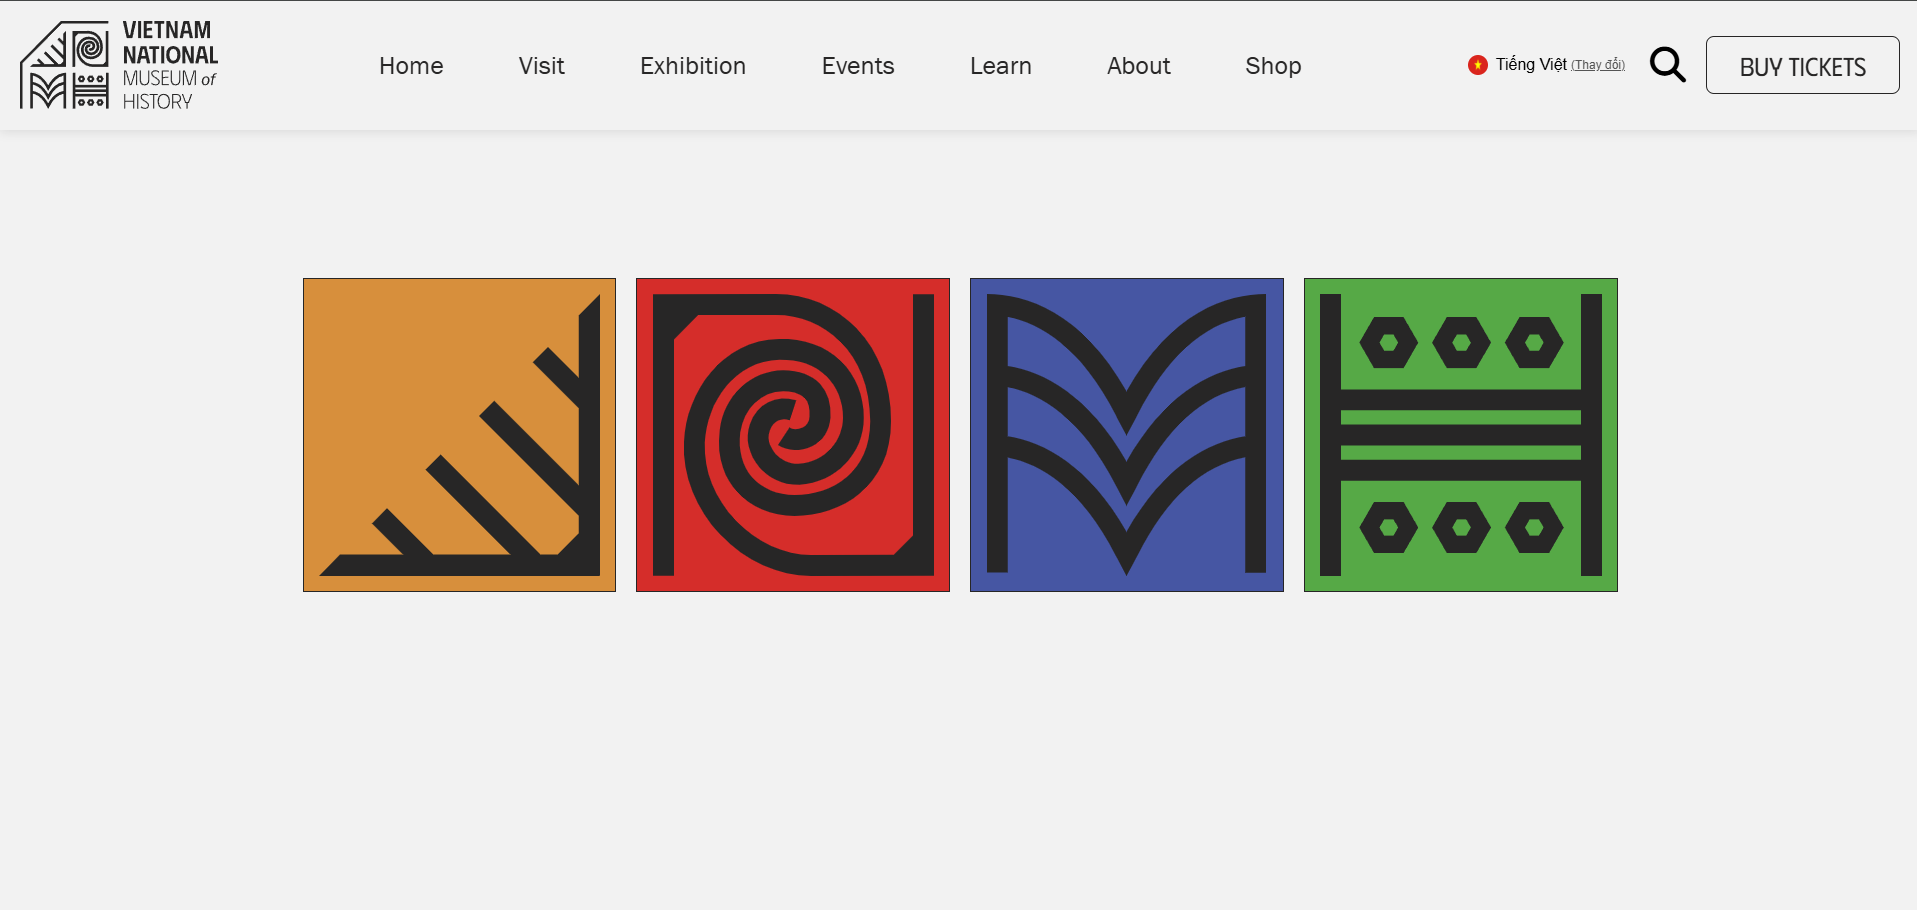 VIETNAM
NATIONAL
MUSEUM of
HISTORY
Home
Visit
Exhibition
Events
Learn
About
Shop
Tiếng Việt (Thay đổi)
BUY TICKETS